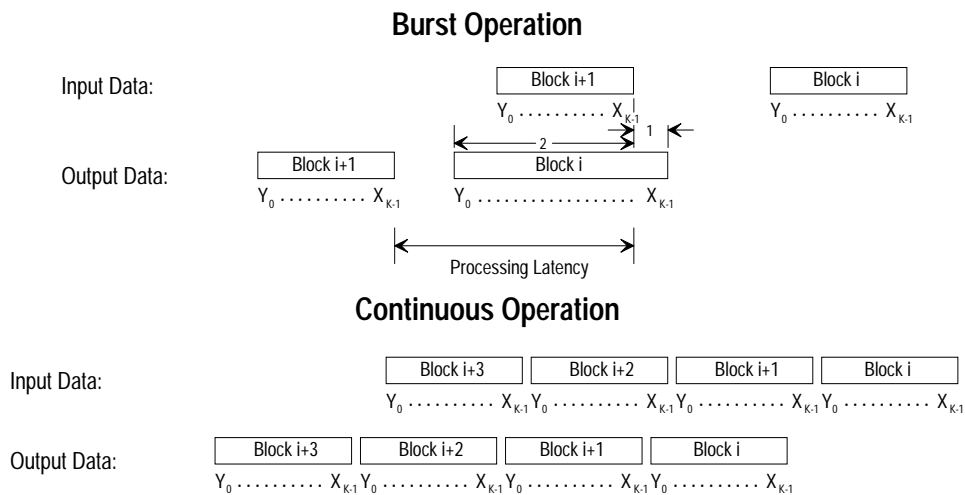 Burst Operation
Input Data:
Block i+1
Block i
Y0 .......... XK-1
Y0 .......... XK-1
1
2
Output Data:
Block i+1
Block i
Y0 .......... XK-1
Y0 ................. XK-1
Processing Latency
Continuous Operation
Input Data:
Block i+3
Block i+2
Block i+1
Block i
Y0 .......... XK-1
Y0 .......... XK-1
Y0 .......... XK-1
Y0 .......... XK-1
Output Data:
Block i+3
Block i+2
Block i+1
Block i
Y0 .......... XK-1
Y0 .......... XK-1
Y0 .......... XK-1
Y0 .......... XK-1